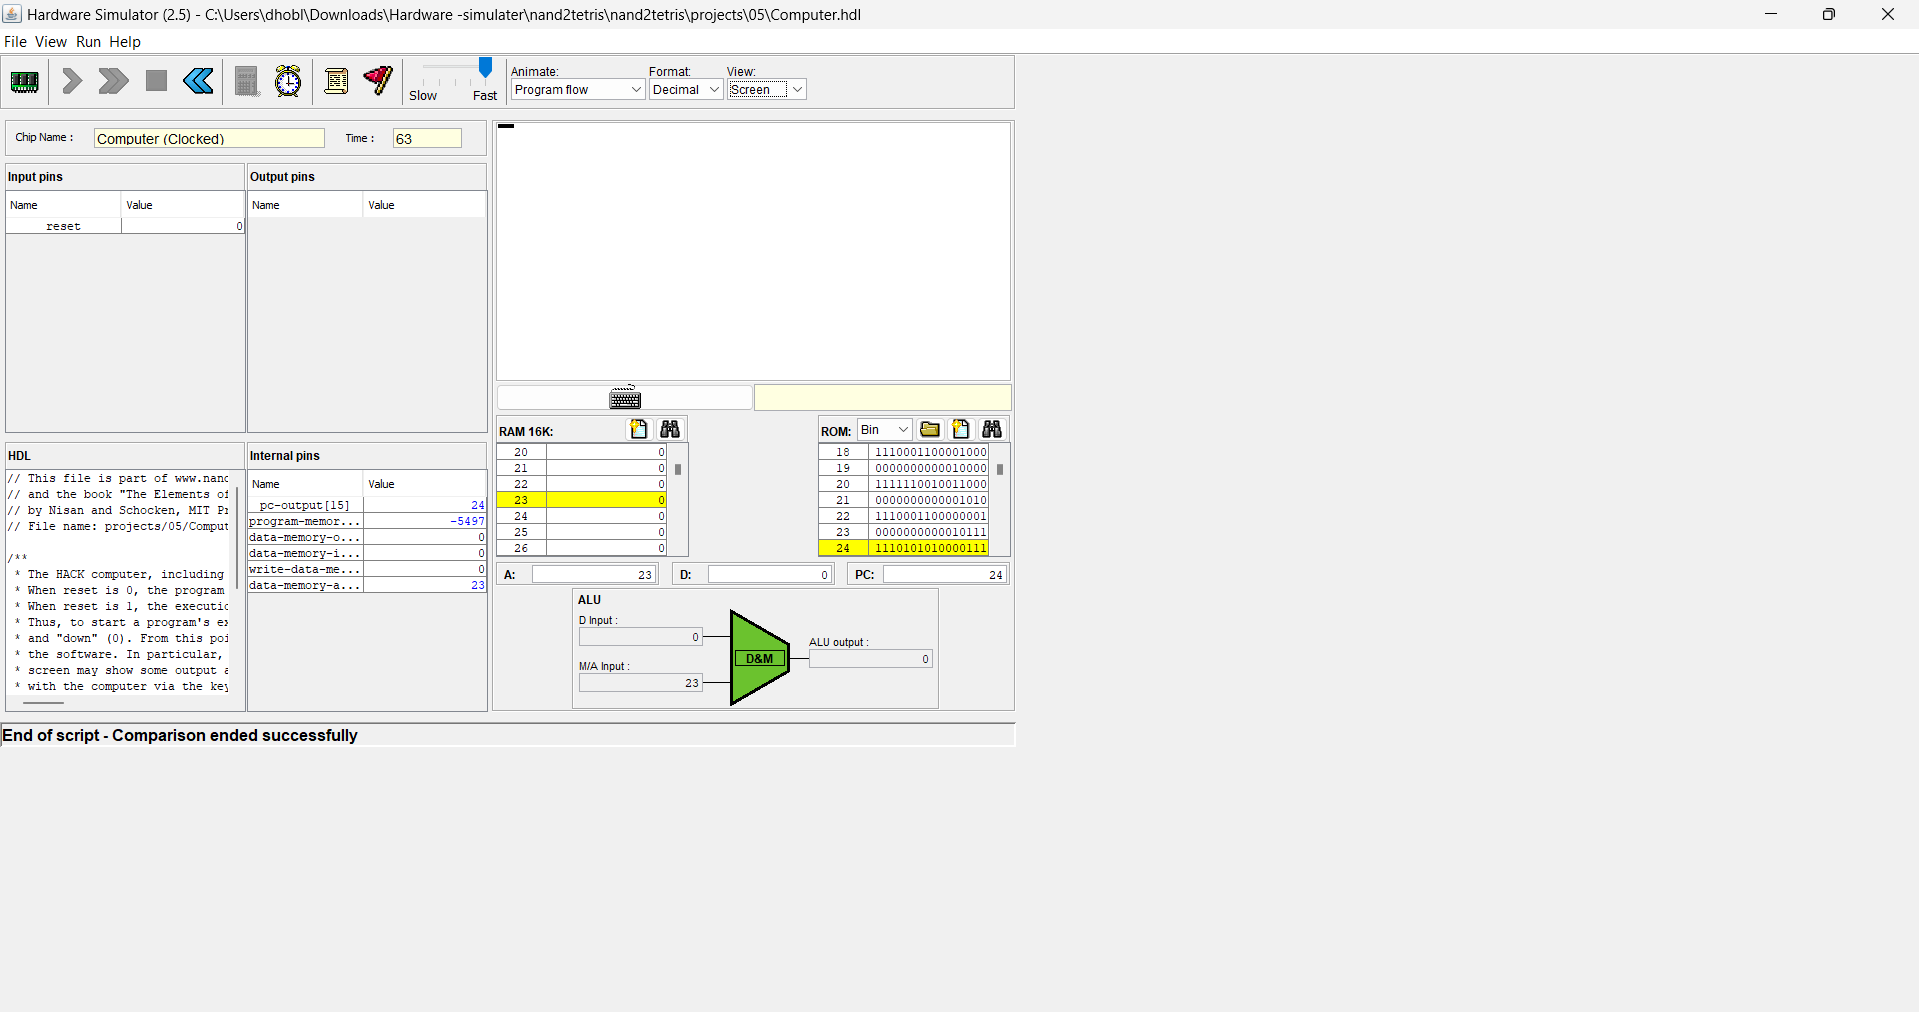 Hardware Simulator (2.5) - C:\Users\dhobl\Downloads\Hardware -simulater\nand2tetris\nand2tetris\projects\05\Computer.hdl
File View Run Help
Slow Fast
Animate: Format: View:
Program flow Decimal Screen
Chip Name : Computer (Clocked) Time : 63
Input pins
Name Value
reset 0
Output pins
Name Value
HDL
// This file is part of www.nand
// and the book "The Elements of
// by Nisan and Schocken, MIT Pr
// File name: projects/05/Comput
/**
* The HACK computer, including
* When reset is 0, the program
* When reset is 1, the executio
* Thus, to start a program's ex
* and "down" (0). From this poi
* the software. In particular,
* screen may show some output a
* with the computer via the key
Internal pins
Name Value
pc-output[15] 24
program-memor... -5497
data-memory-o... 0
data-memory-i... 0
write-data-me... 0
data-memory-a... 23
RAM 16K:
20 0
21 0
22 0
23 0
24 0
25 0
26 0
ROM: Bin
18 1110001100001000
19 0000000000010000
20 1111110010011000
21 0000000000001010
22 1110001100000001
23 0000000000010111
24 1110101010000111
A: 23 D: 0 PC: 24
ALU
D Input :
0
M/A Input :
23
D&M
ALU output :
0
End of script - Comparison ended successfully